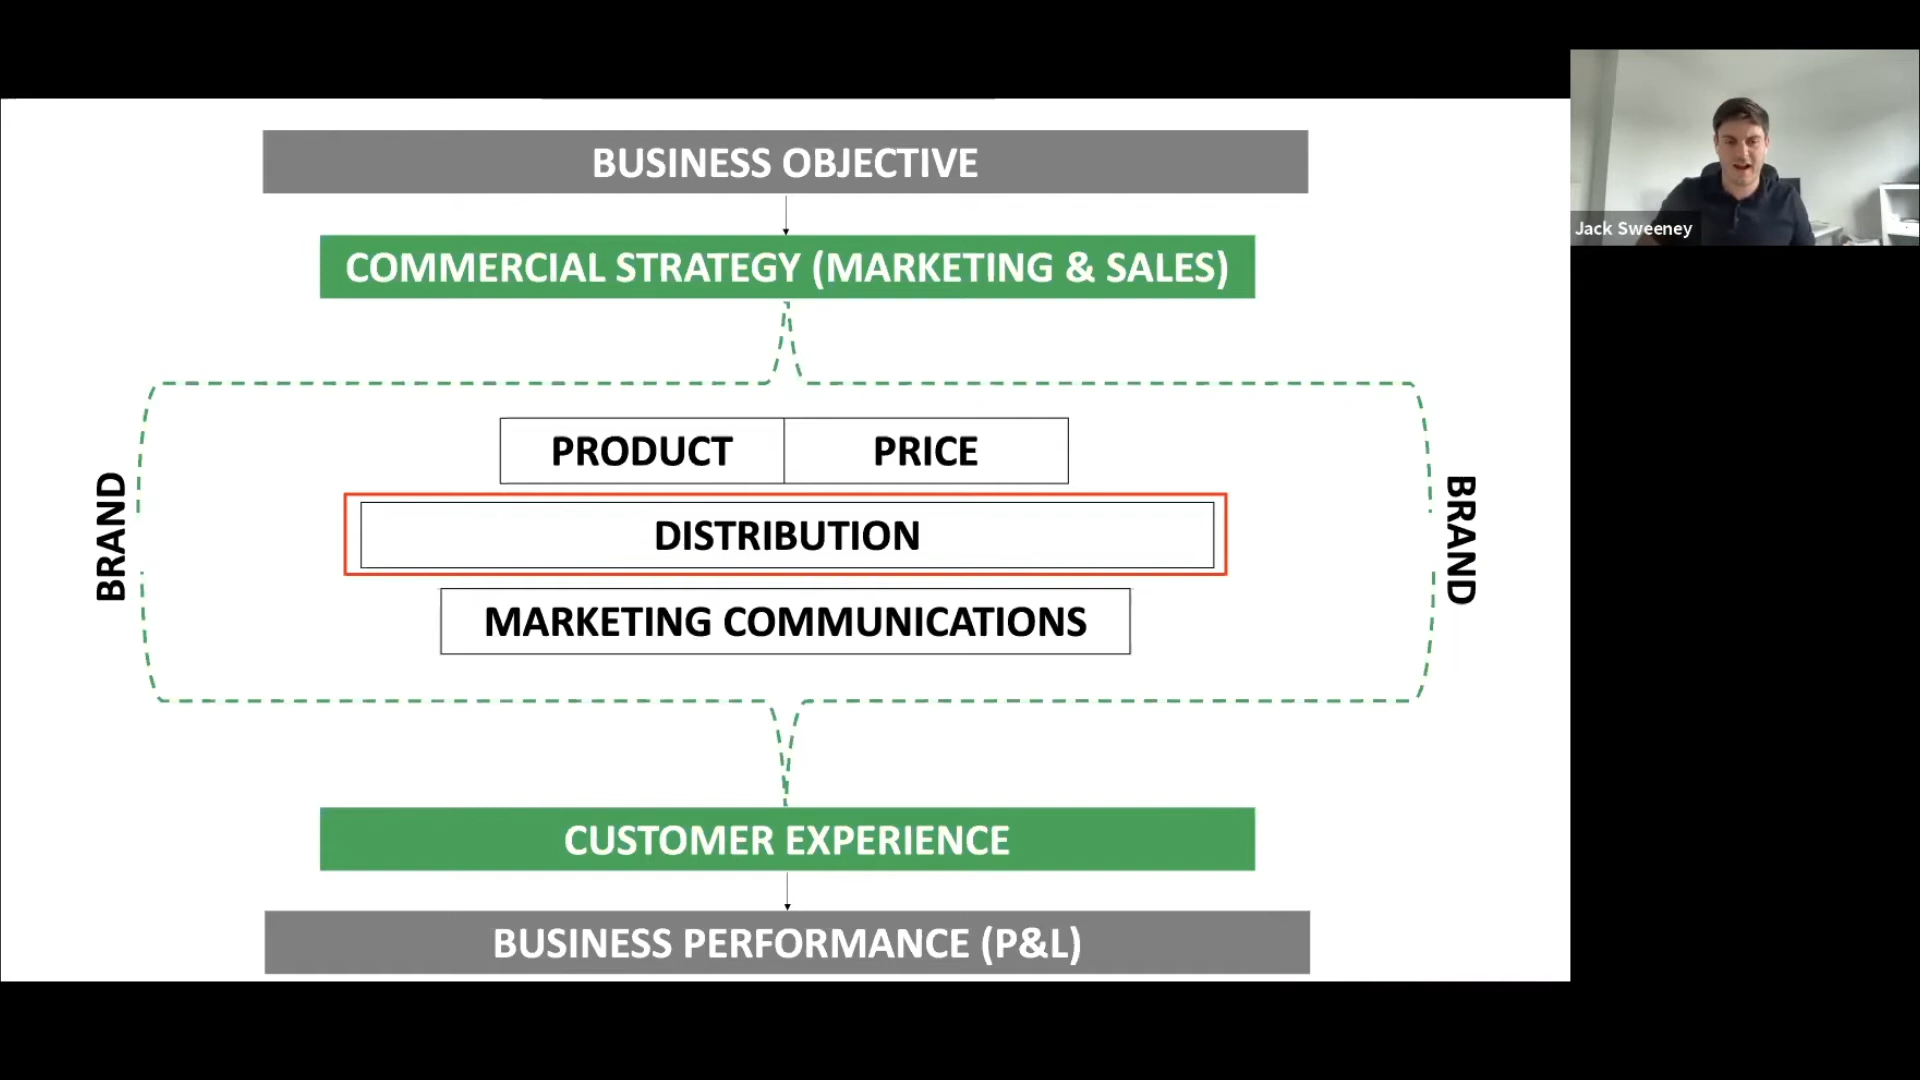 BUSINESS OBJECTIVE
Jack Sweeney
COMMERCIAL STRATEGY (MARKETING & SALES)
BRAND
PRODUCT
PRICE
BRAND
DISTRIBUTION
MARKETING COMMUNICATIONS
CUSTOMER EXPERIENCE
BUSINESS PERFORMANCE (P&L)